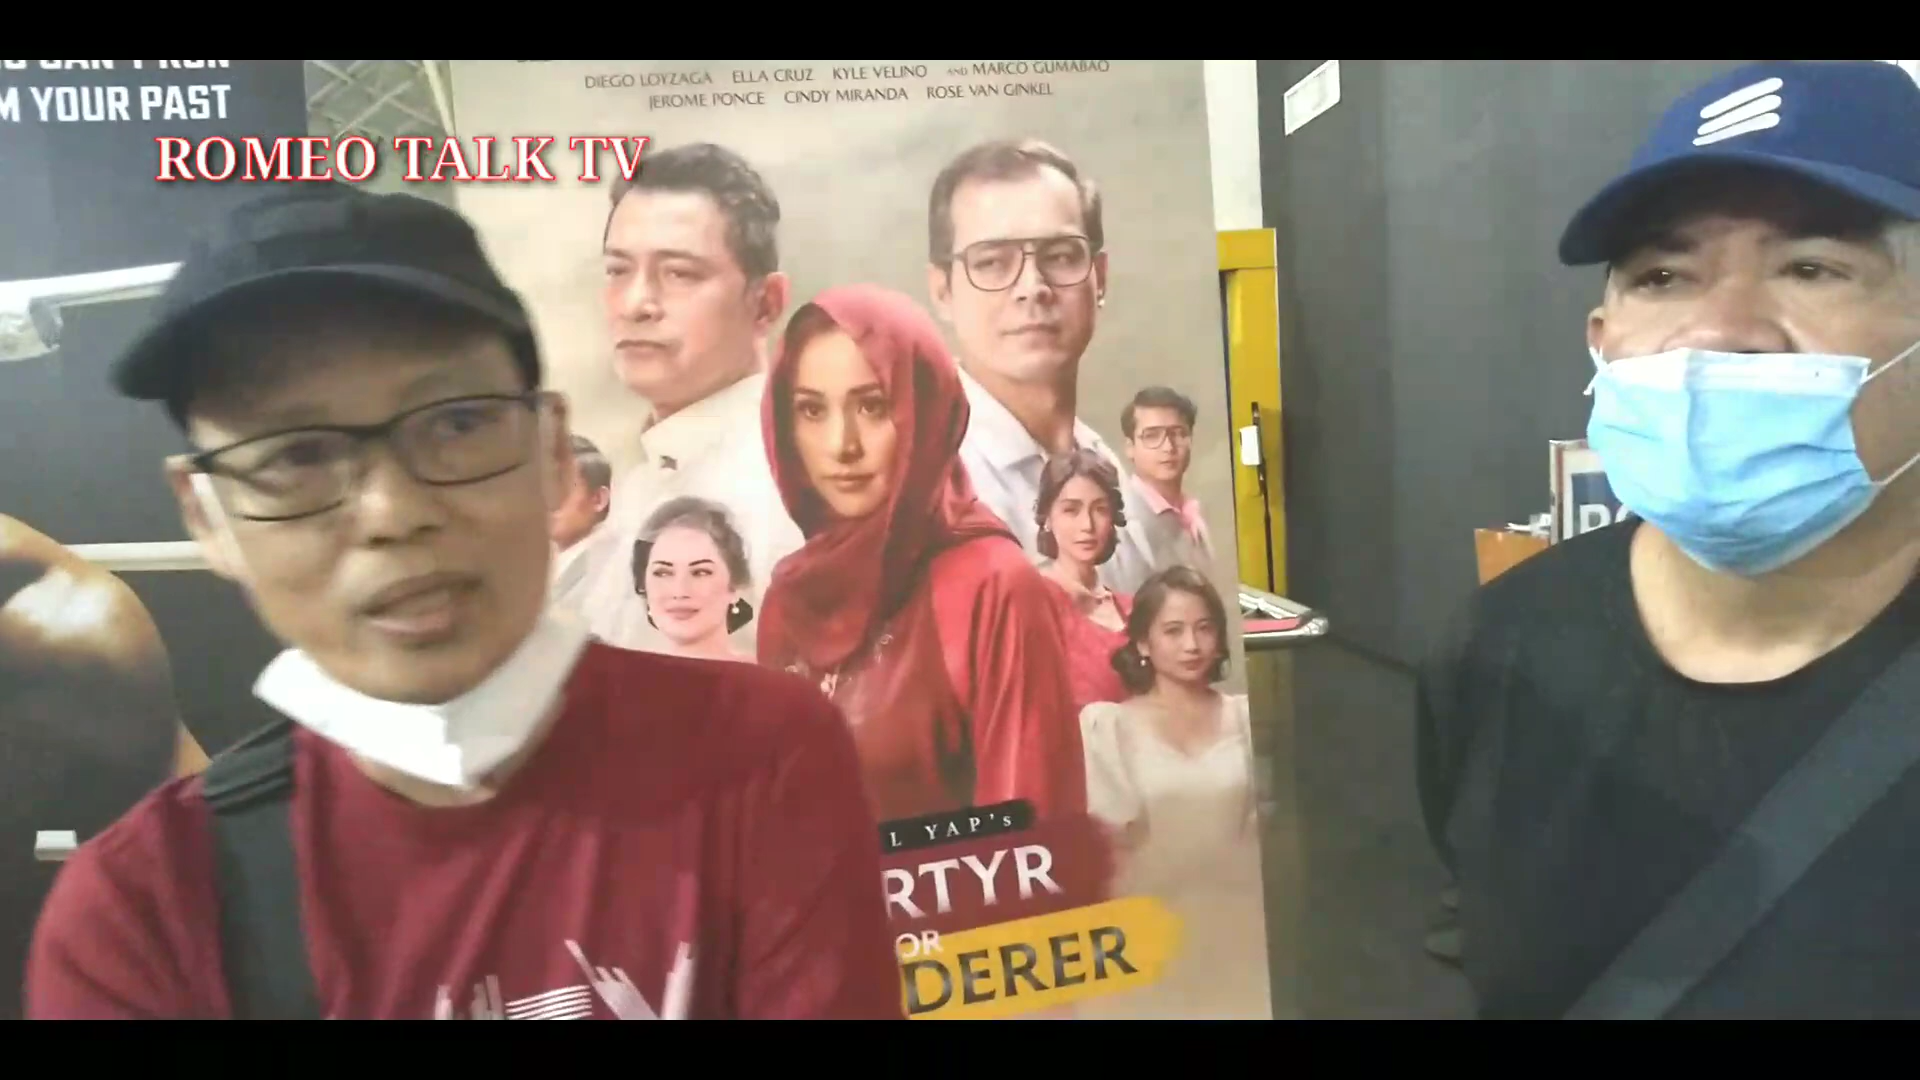 M YOUR PAST
ROMEO TALK TV
DIEGO LOYZAGA ELLA CRUZ KYLE VELINO AND MARCO GUMABAO
JEROME PONCE CINDY MIRANDA ROSE VAN GINKEL
L YAP's
RTYR
OR
DERER